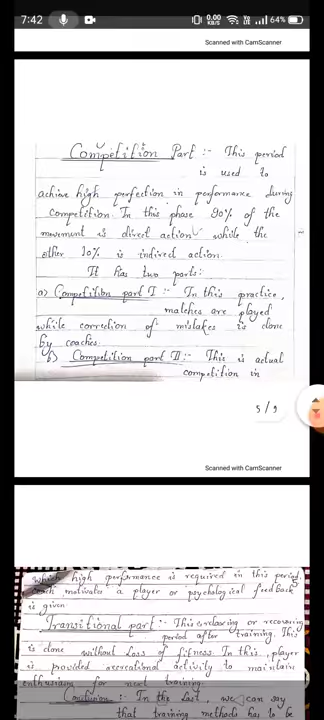 7:42
0.00
KB/S
64%
Scanned with CamScanner
Competition Part :- This period
is used to
achieve high perfection in performance during
competition. In this phase 90% of the
movement is direct action while the
other 10% is indirect action.
It has two parts:
a) Competition part I :- In this practice,
matches are played
while correction of mistakes is done
by coaches.
b) Competition part II :- This is actual
competition in
5/9
Scanned with CamScanner
which high performance is required in this period.
Coach motivates a player or psychological feedback
is given
Transitional part :- This is relaxing or recovering
period after training. This
is done without loss of fitness. In this, player
is provided recreational activity to maintain
enthusiasm for next training.
Conclusion :- In the last, we can say
that training methods has to be